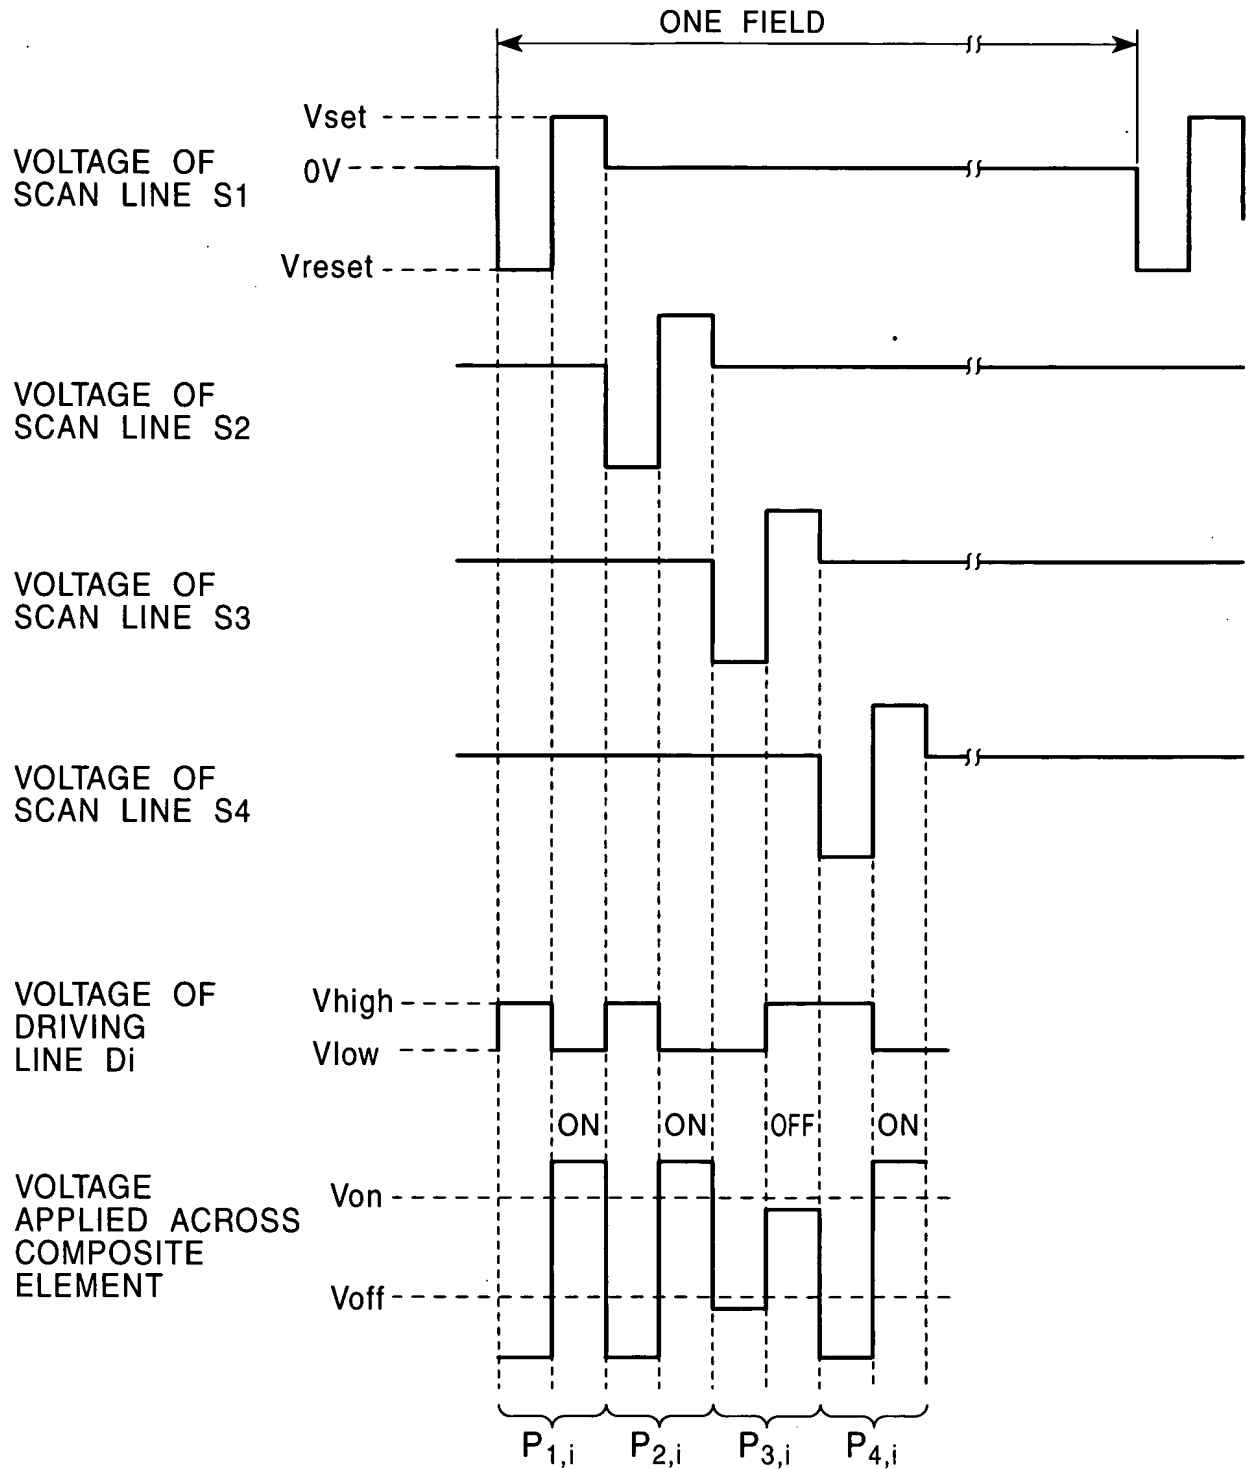 ONE FIELD
Vset
0V
Vreset
VOLTAGE OF
SCAN LINE S1
VOLTAGE OF
SCAN LINE S2
VOLTAGE OF
SCAN LINE S3
VOLTAGE OF
SCAN LINE S4
VOLTAGE OF
DRIVING
LINE Di
Vhigh
Vlow
ON ON OFF ON
VOLTAGE
APPLIED ACROSS
COMPOSITE
ELEMENT
Von
Voff
P1,i P2,i P3,i P4,i